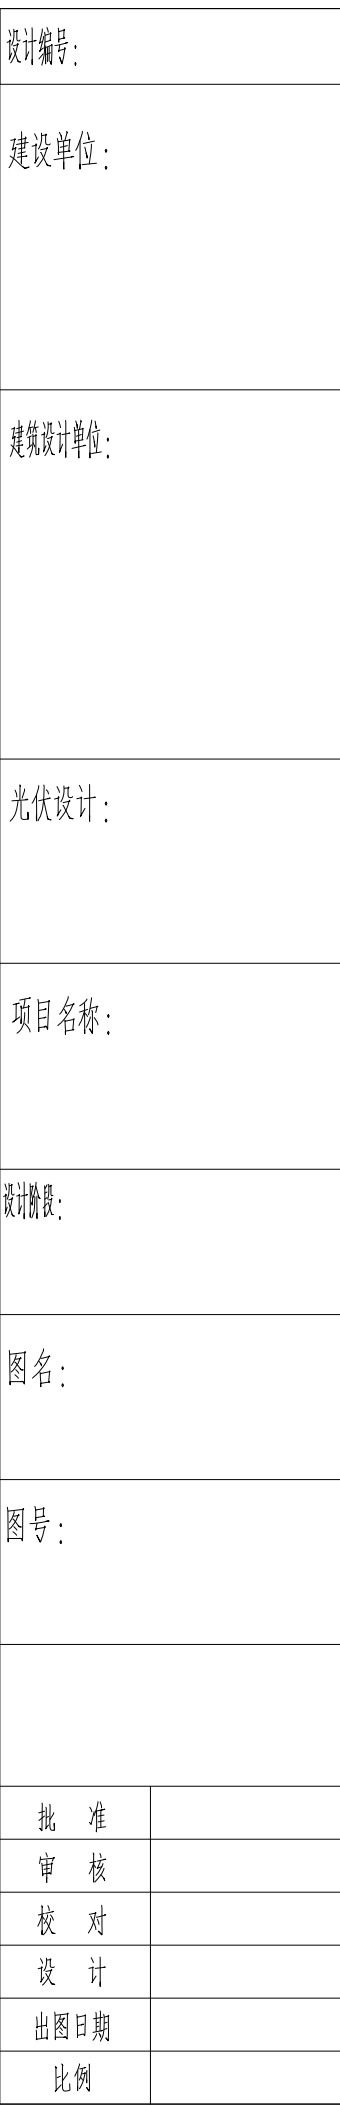 设计编号:
建设单位:
建筑设计单位:
光伏设计:
项目名称:
设计阶段:
图名:
图号:
批 准
审 核
校 对
设 计
出图日期
比例